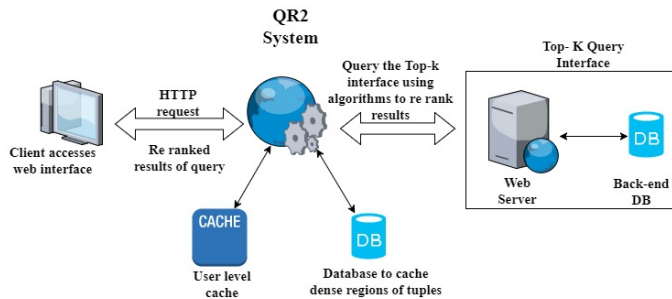 QR2
System
Top- K Query
Interface
HTTP
request
Query the Top-k
interface using
algorithms to re rank
results
Client accesses
web interface
Re ranked
results of query
Web
Server
DB
Back-end
DB
CACHE
User level
cache
DB
Database to cache
dense regions of tuples